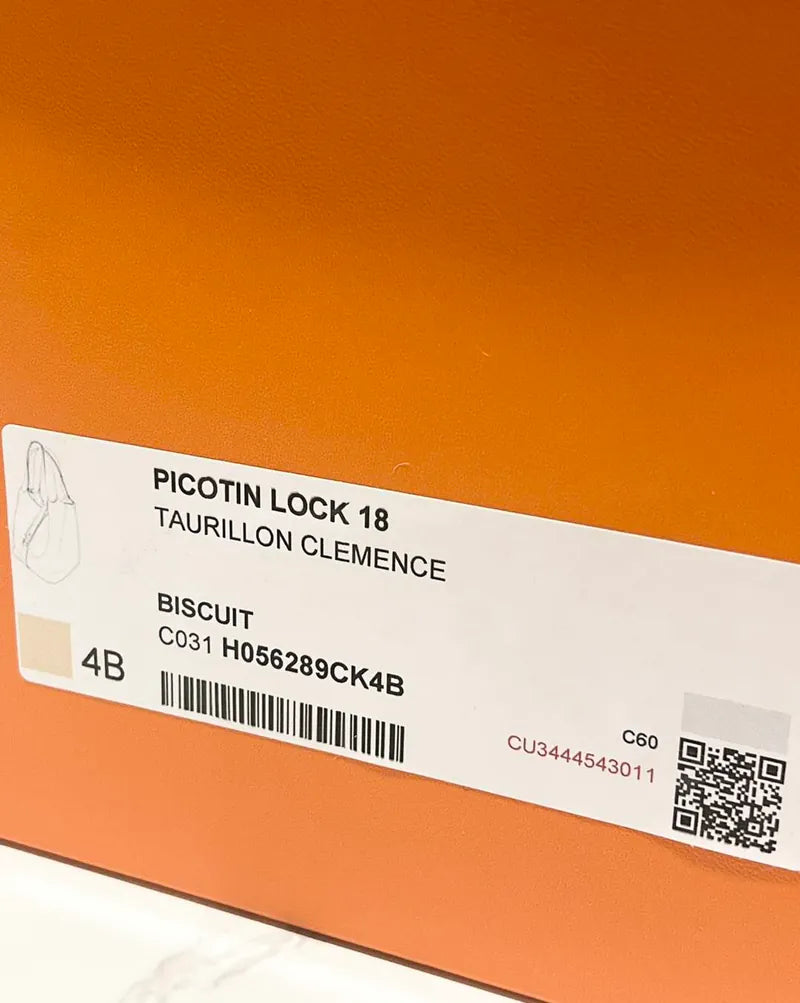 PICOTIN LOCK 18
TAURILLON CLEMENCE
BISCUIT
C031 H056289CK4B
4B
C60
CU3444543011